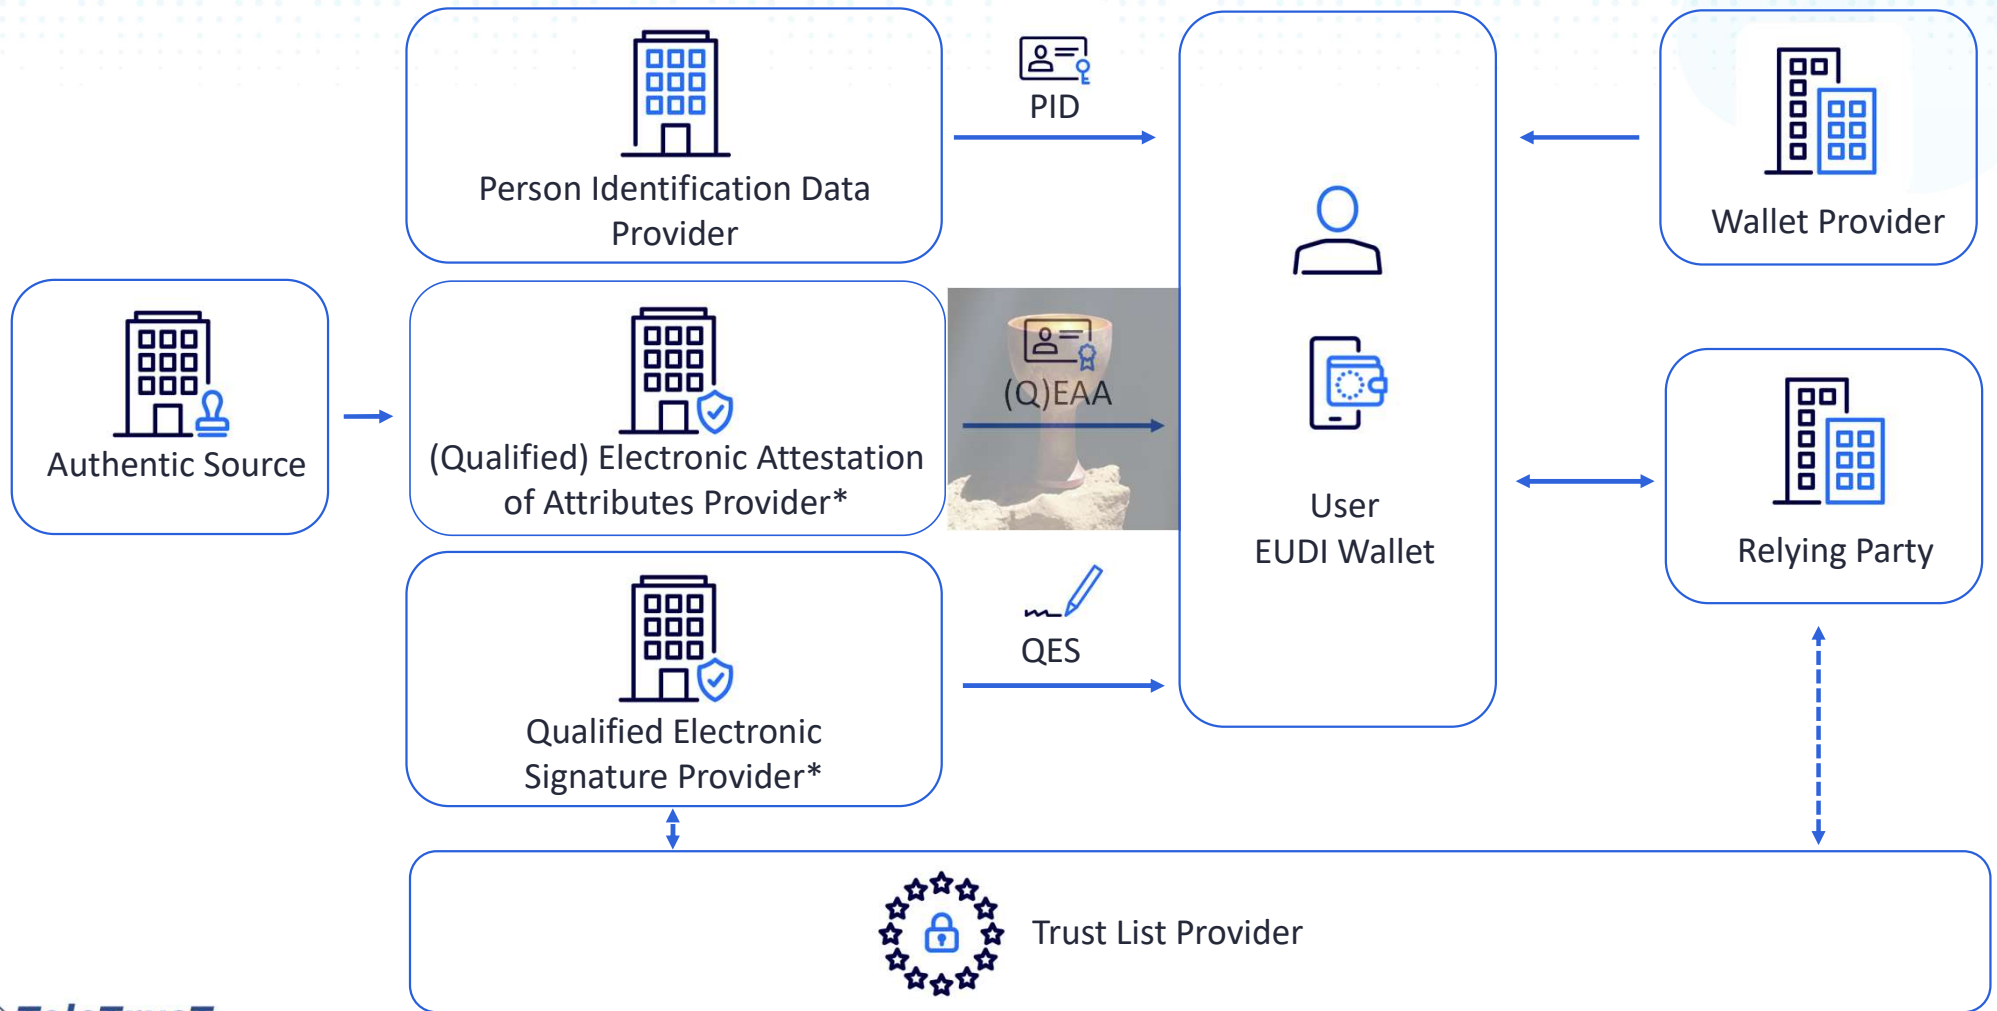 PID
Person Identification Data
Provider
Wallet Provider
Authentic Source
(Q)EAA
(Qualified) Electronic Attestation
of Attributes Provider*
User
EUDI Wallet
Relying Party
QES
Qualified Electronic
Signature Provider*
Trust List Provider